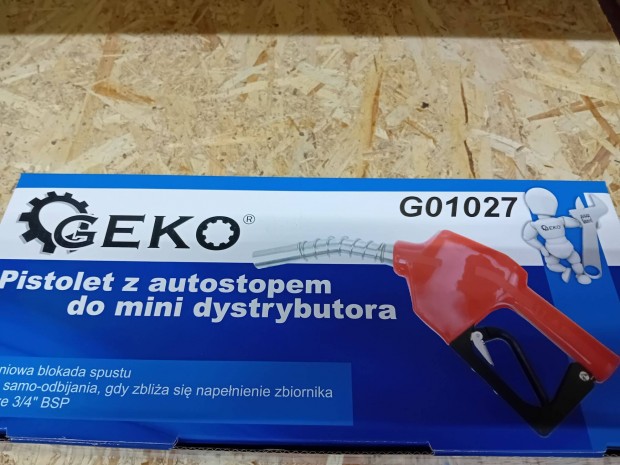 GEKO®
G01027
GEKO
Pistolet z autostopem
do mini dystrybutora
blokada spustu
samo-odbijania, gdy zbliża się napełnienie zbiornika
3/4" BSP